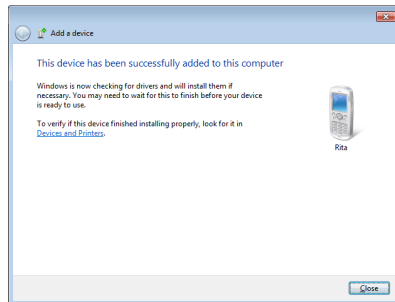 Add a device
This device has been successfully added to this computer
Windows is now checking for drivers and will install them if
necessary. You may need to wait for this to finish before your device
is ready to use.
To verify if this device finished installing properly, look for it in
Devices and Printers.
Rita
Close